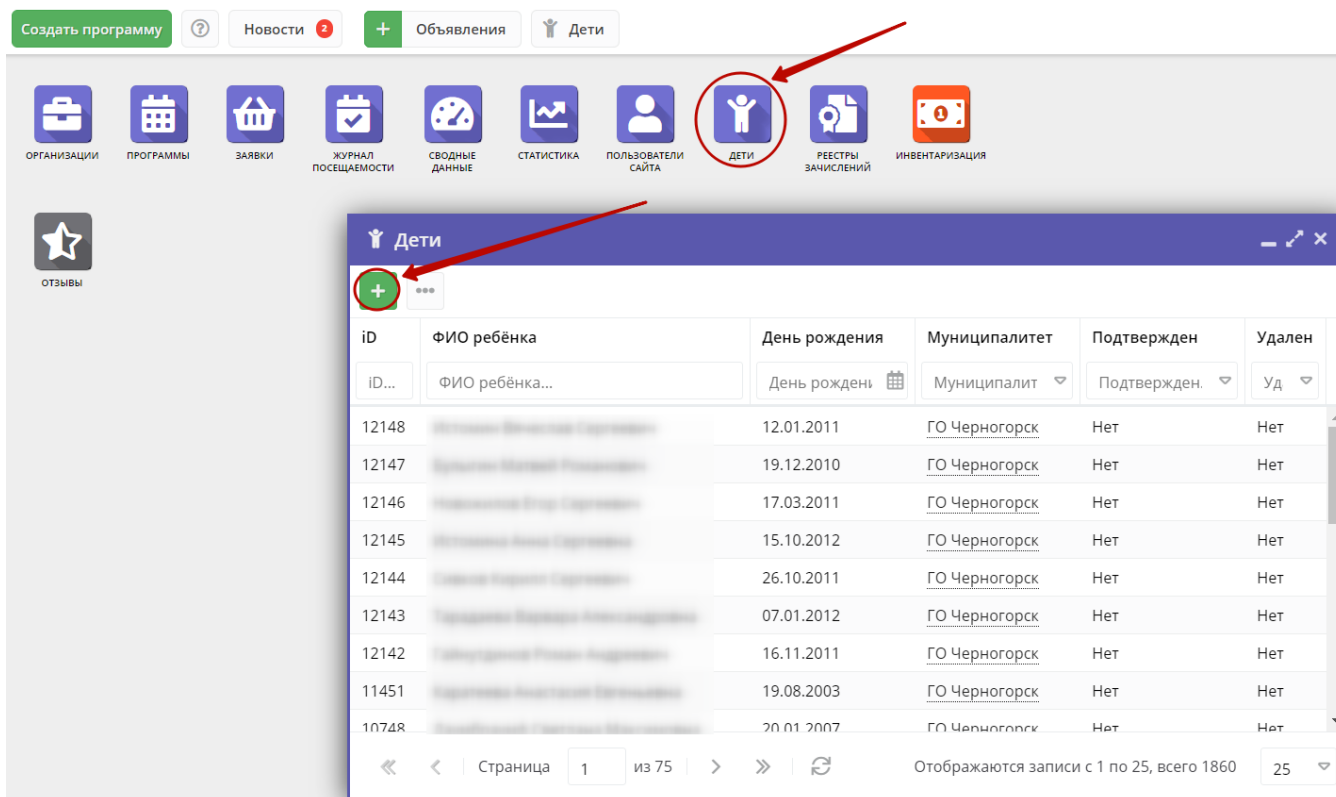 Создать программу ? Новости 2 + Объявления Дети
ОРГАНИЗАЦИИ ПРОГРАММЫ ЗАЯВКИ ЖУРНАЛ ПОСЕЩАЕМОСТИ СВОДНЫЕ ДАННЫЕ СТАТИСТИКА ПОЛЬЗОВАТЕЛИ САЙТА ДЕТИ РЕЕСТРЫ ЗАЧИСЛЕНИЙ ИНВЕНТАРИЗАЦИЯ
ОТЗЫВЫ
Дети
+ •••
iD ФИО ребёнка День рождения Муниципалитет Подтвержден Удален
iD... ФИО ребёнка... День рождени Муниципалит Подтвержден. Уд
12148 12.01.2011 ГО Черногорск Нет Нет
12147 19.12.2010 ГО Черногорск Нет Нет
12146 17.03.2011 ГО Черногорск Нет Нет
12145 15.10.2012 ГО Черногорск Нет Нет
12144 26.10.2011 ГО Черногорск Нет Нет
12143 07.01.2012 ГО Черногорск Нет Нет
12142 16.11.2011 ГО Черногорск Нет Нет
11451 19.08.2003 ГО Черногорск Нет Нет
10748 20.01.2007 ГО Черногорск Нет Нет
Страница 1 из 75 Отображаются записи с 1 по 25, всего 1860 25